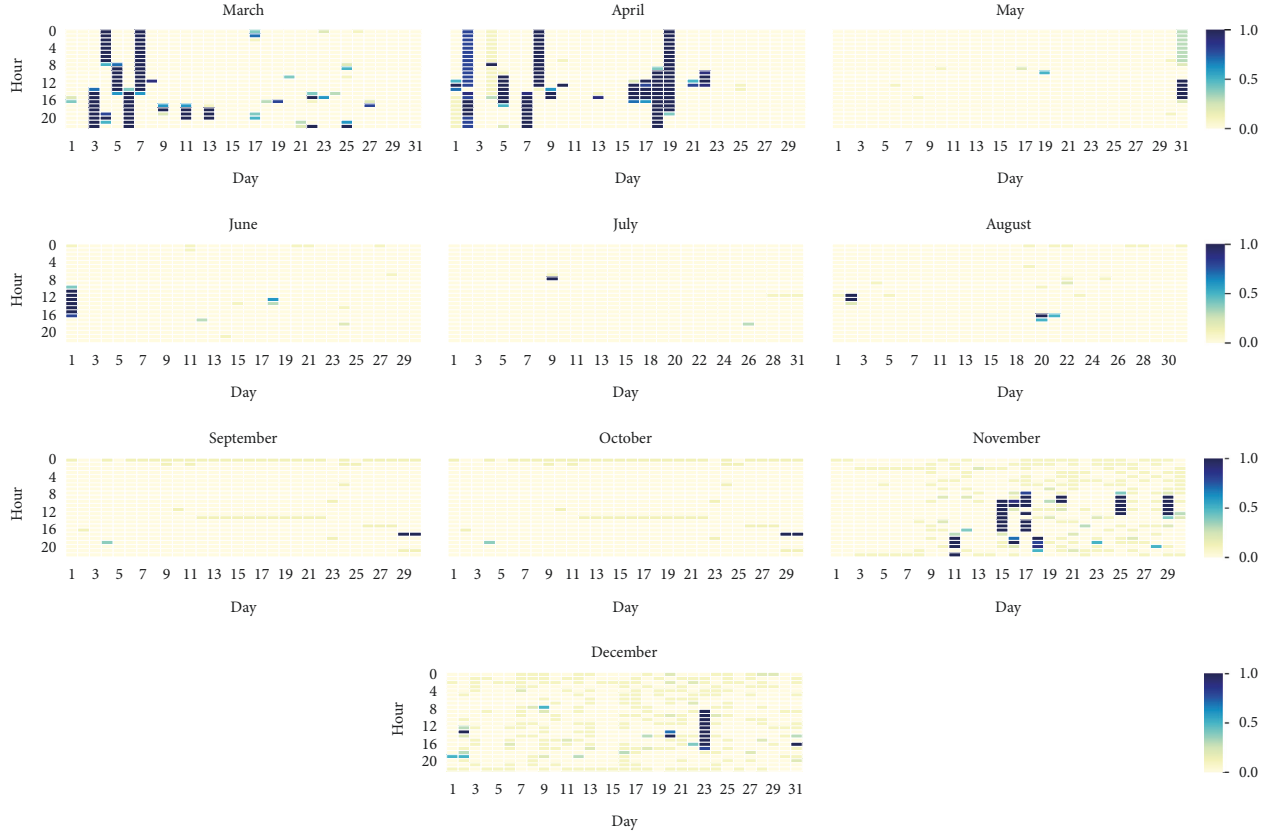 March April May
Hour
0 4 8 12 16 20
1 3 5 7 9 11 13 15 17 19 21 23 25 27 29 31
Day
1 3 5 7 9 11 13 15 17 19 21 23 25 27 29
Day
1 3 5 7 9 11 13 15 17 19 21 23 25 27 29 31
Day
1.0 0.5 0.0
June July August
Hour
0 4 8 12 16 20
1 3 5 7 9 11 13 15 17 19 21 23 25 27 29
Day
1 3 5 7 9 11 13 15 18 20 22 24 26 28 31
Day
1 3 5 7 9 11 13 15 18 20 22 24 26 28 30
Day
1.0 0.5 0.0
September October November
Hour
0 4 8 12 16 20
1 3 5 7 9 11 13 15 17 19 21 23 25 27 29
Day
1 3 5 7 9 11 13 15 17 19 21 23 25 27 29
Day
1 3 5 7 9 11 13 15 17 19 21 23 25 27 29
Day
1.0 0.5 0.0
December
Hour
0 4 8 12 16 20
1 3 5 7 9 11 13 15 17 19 21 23 25 27 29 31
Day
1.0 0.5 0.0